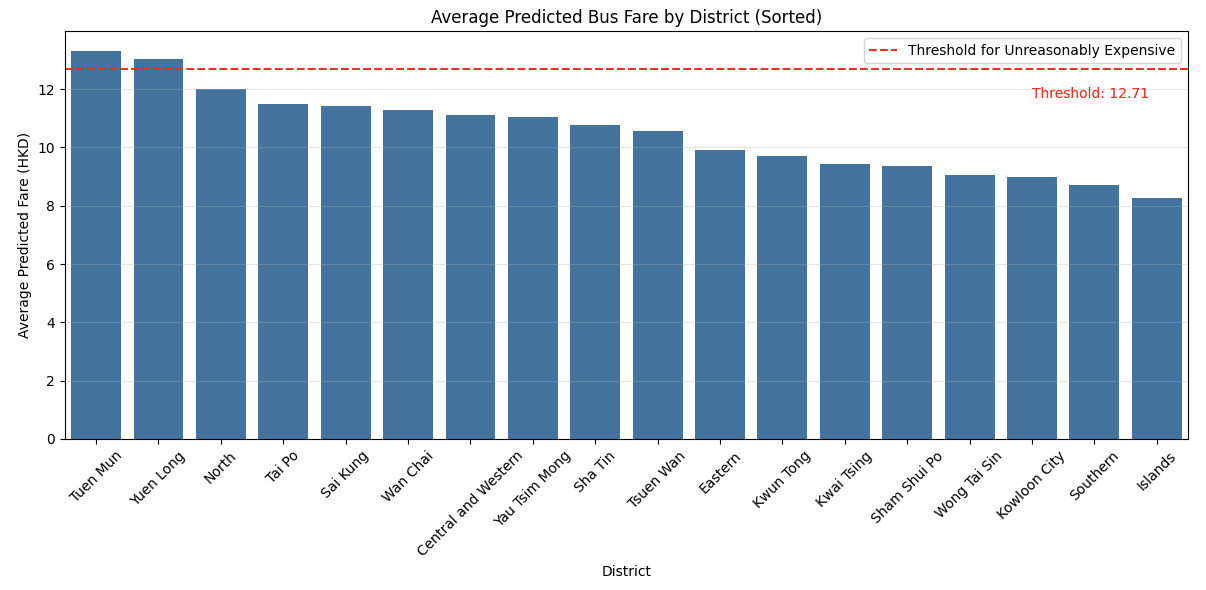 Average Predicted Bus Fare by District (Sorted)
Threshold for Unreasonably Expensive
Threshold: 12.71
Average Predicted Fare (HKD)
12
10
8
6
4
2
0
Tuen Mun
Yuen Long
North
Tai Po
Sai Kung
Wan Chai
Central and Western
Yau Tsim Mong
Sha Tin
Tsuen Wan
Eastern
Kwun Tong
Kwai Tsing
Sham Shui Po
Wong Tai Sin
Kowloon City
Southern
Islands
District